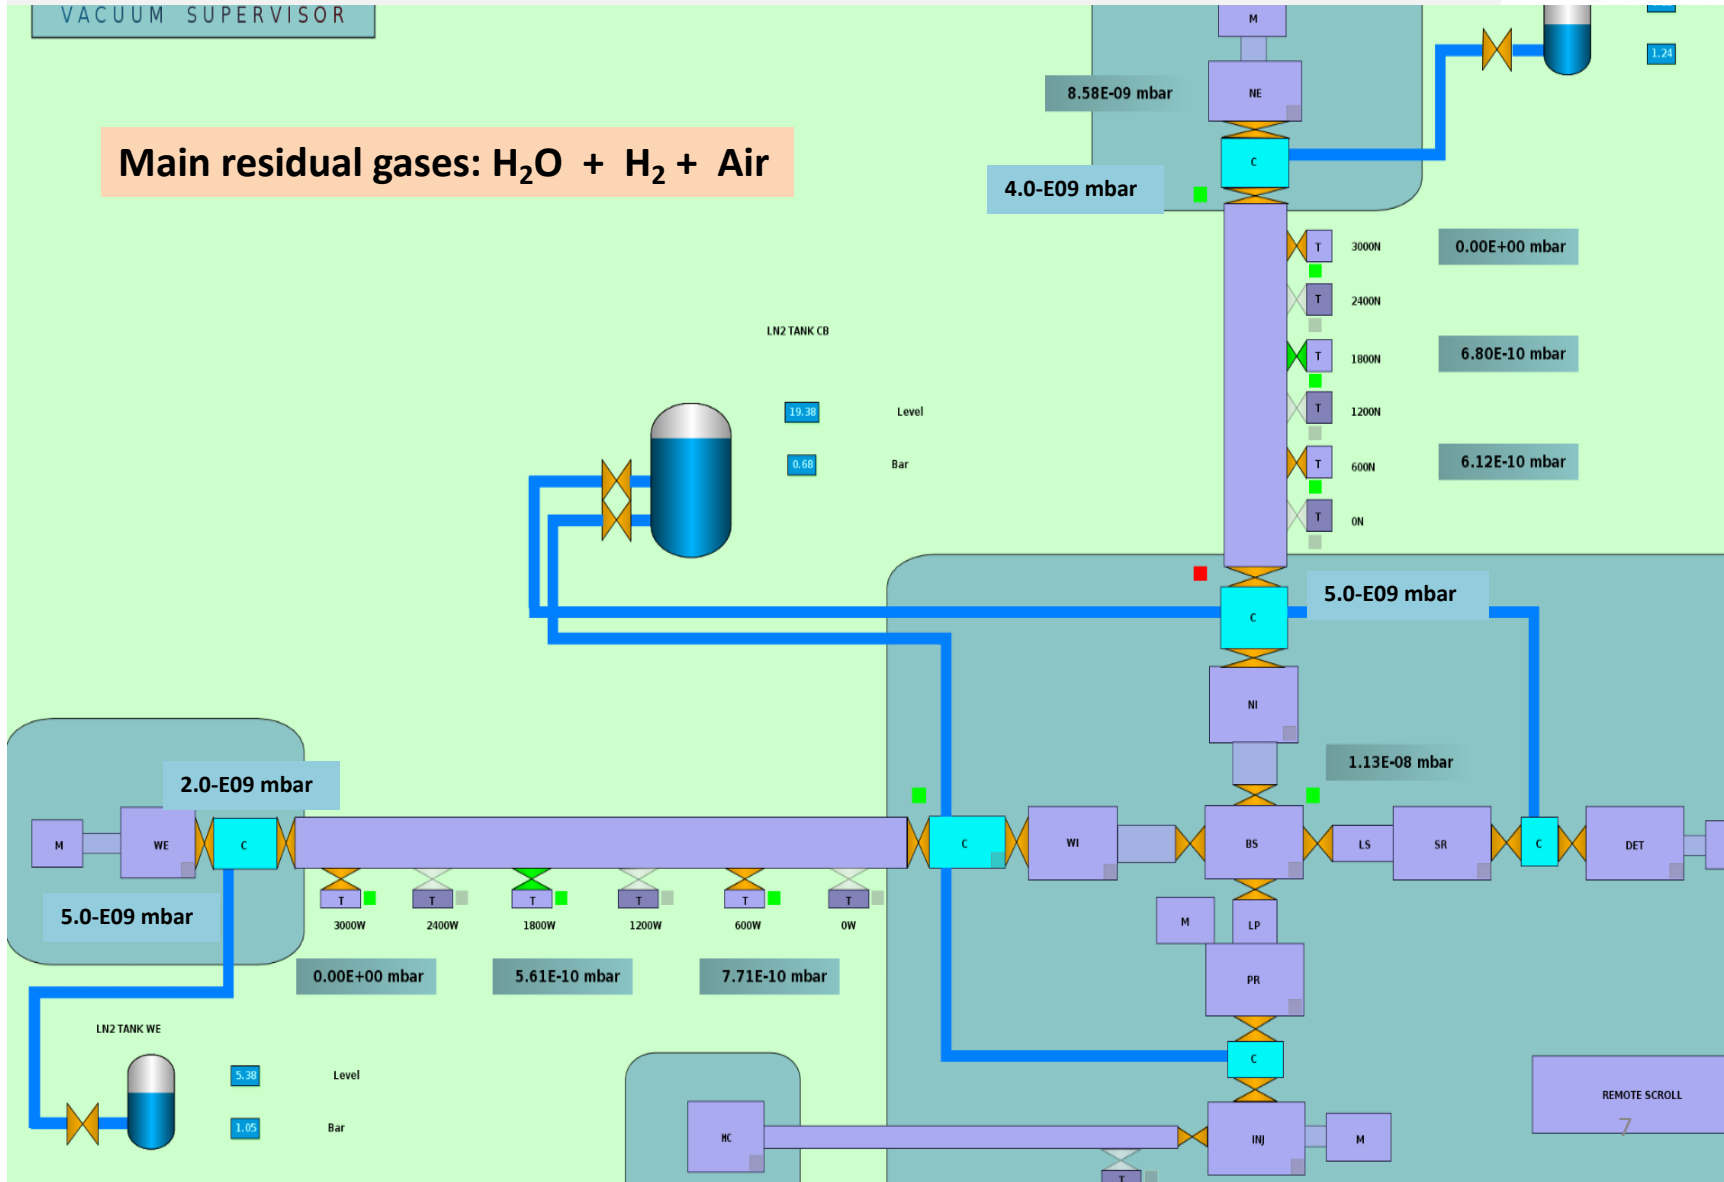 VACUUM SUPERVISOR
M
1.24
8.58E-09 mbar
NE
Main residual gases: H₂O + H₂ + Air
C
4.0-E09 mbar
T
3000N
0.00E+00 mbar
T
2400N
LN2 TANK CB
T
1800N
6.80E-10 mbar
19.38
Level
T
1200N
0.68
Bar
T
600N
6.12E-10 mbar
T
0N
5.0-E09 mbar
C
NI
1.13E-08 mbar
2.0-E09 mbar
M
WE
C
C
WI
BS
LS
SR
C
DET
5.0-E09 mbar
T
T
T
T
T
T
3000W
2400W
1800W
1200W
600W
0W
M
LP
0.00E+00 mbar
5.61E-10 mbar
7.71E-10 mbar
PR
LN2 TANK WE
C
5.38
Level
REMOTE SCROLL
7
1.05
Bar
MC
INJ
M
T